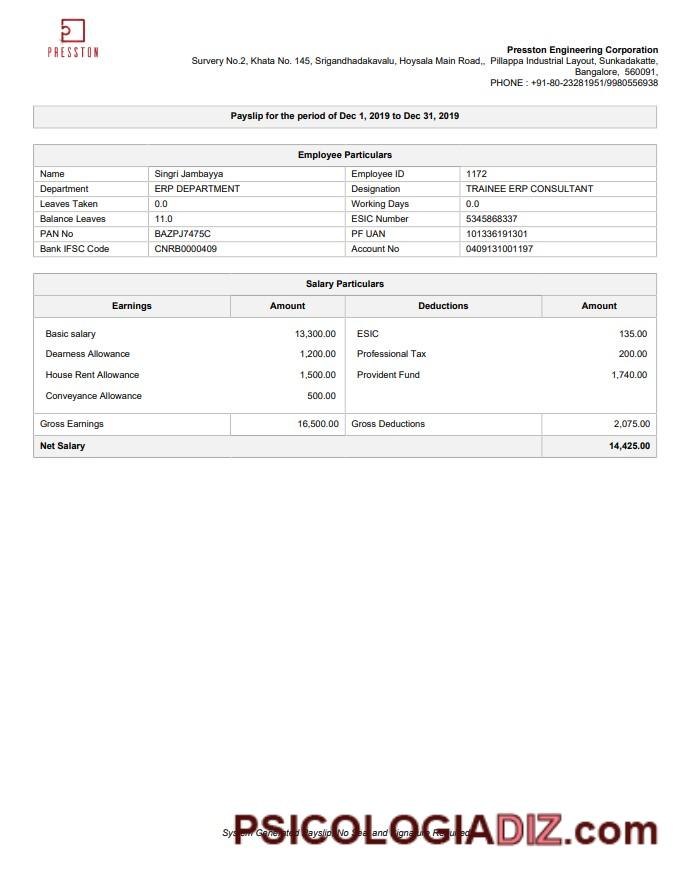 PRESSTON
Presston Engineering Corporation
Survery No.2, Khata No. 145, Srigandhadakavalu, Hoysala Main Road,, Pillappa Industrial Layout, Sunkadakatte,
Bangalore, 560091,
PHONE : +91-80-23281951/9980556938
Payslip for the period of Dec 1, 2019 to Dec 31, 2019
Employee Particulars
Name Singri Jambayya Employee ID 1172
Department ERP DEPARTMENT Designation TRAINEE ERP CONSULTANT
Leaves Taken 0.0 Working Days 0.0
Balance Leaves 11.0 ESIC Number 5345868337
PAN No BAZPJ7475C PF UAN 101336191301
Bank IFSC Code CNRB0000409 Account No 0409131001197
Salary Particulars
Earnings Amount Deductions Amount
Basic salary 13,300.00 ESIC 135.00
Dearness Allowance 1,200.00 Professional Tax 200.00
House Rent Allowance 1,500.00 Provident Fund 1,740.00
Conveyance Allowance 500.00
Gross Earnings 16,500.00 Gross Deductions 2,075.00
Net Salary 14,425.00
System Generated Payslip. No Seal and Signature Required.
PSICOLOGIADIZ.com